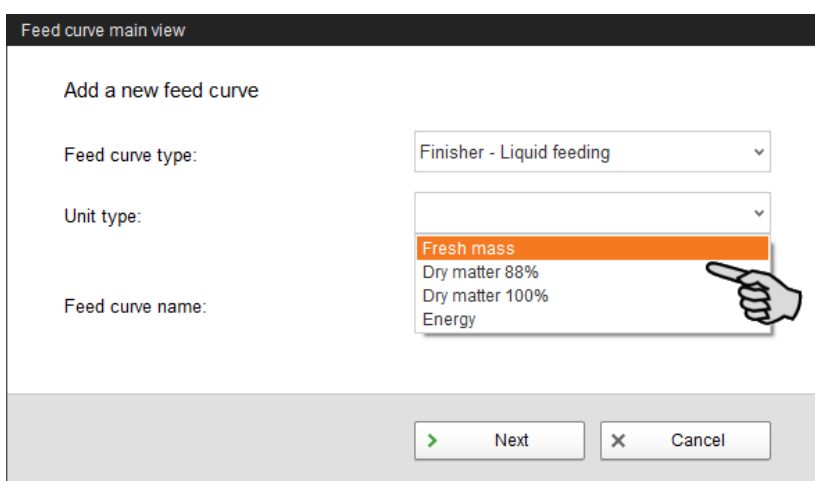 Feed curve main view
Add a new feed curve
Feed curve type:
Finisher - Liquid feeding
Unit type:
Fresh mass
Dry matter 88%
Dry matter 100%
Energy
Feed curve name:
Next
Cancel